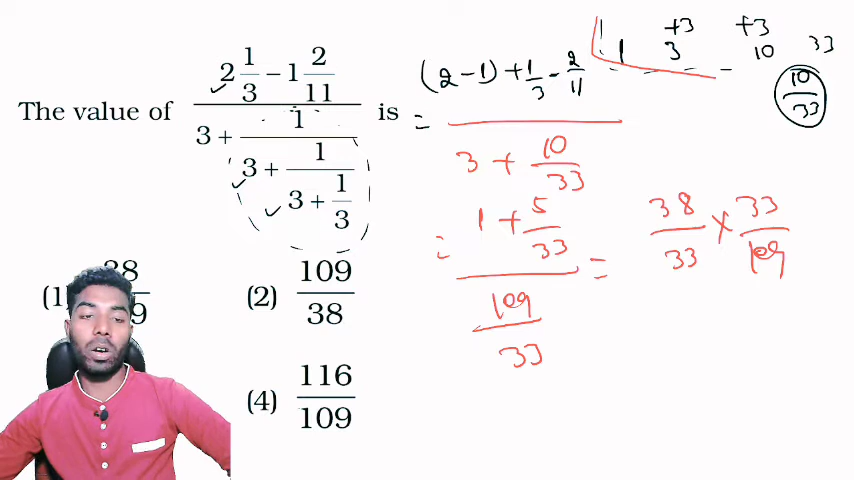 The value of (2 1/3 − 1 2/11) / (3 + 1/(3 + 1/(3 + 1/3))) is
= ((2 − 1) + 1/3 − 2/11) / (3 + 10/33)
1 +3 +3
1 3 10 33
10/33
= (1 + 5/33) / (109/33) = 38/33 × 33/109
(2) 109/38
(4) 116/109